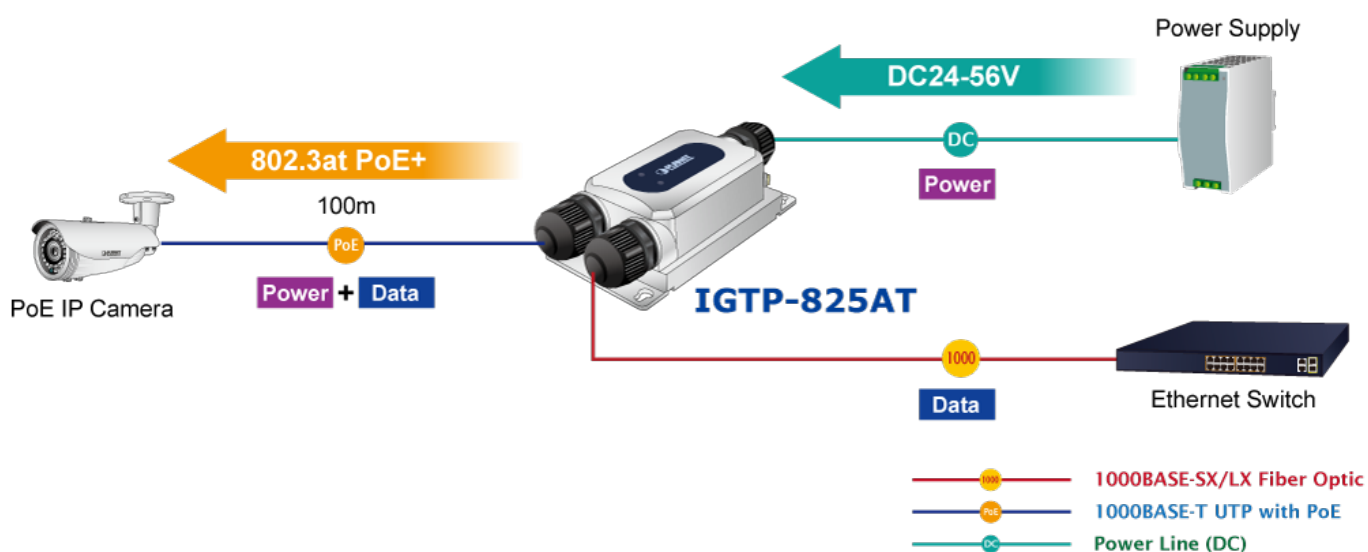 Power Supply
DC24-56V
DC
Power
802.3at PoE+
100m
PoE
Power + Data
PoE IP Camera
PLANET
IGTP-825AT
1000
Data
Ethernet Switch
1000 1000BASE-SX/LX Fiber Optic
PoE 1000BASE-T UTP with PoE
DC Power Line (DC)